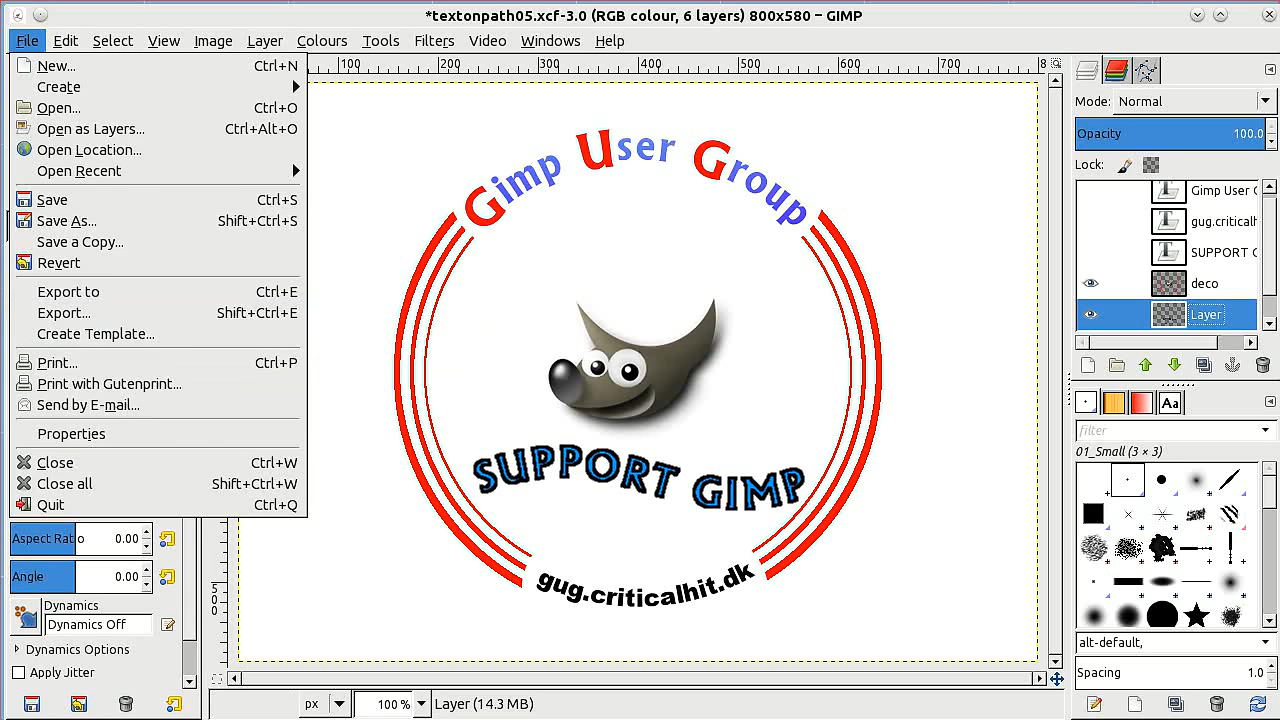 *textonpath05.xcf-3.0 (RGB colour, 6 layers) 800x580 – GIMP
File Edit Select View Image Layer Colours Tools Filters Video Windows Help
New... Ctrl+N
Create
Open... Ctrl+O
Open as Layers... Ctrl+Alt+O
Open Location...
Open Recent
Save Ctrl+S
Save As... Shift+Ctrl+S
Save a Copy...
Revert
Export to Ctrl+E
Export... Shift+Ctrl+E
Create Template...
Print... Ctrl+P
Print with Gutenprint...
Send by E-mail...
Properties
Close Ctrl+W
Close all Shift+Ctrl+W
Quit Ctrl+Q
Aspect Ratio 0.00
Angle 0.00
Dynamics
Dynamics Off
Dynamics Options
Apply Jitter
100 200 300 400 500 600 700 8
500
Gimp User Group
SUPPORT GIMP
gug.criticalhit.dk
px 100 % Layer (14.3 MB)
Mode: Normal
Opacity 100.0
Lock:
Gimp User G
gug.criticalh
SUPPORT G
deco
Layer
Aa
filter
01_Small (3 × 3)
alt-default,
Spacing 1.0